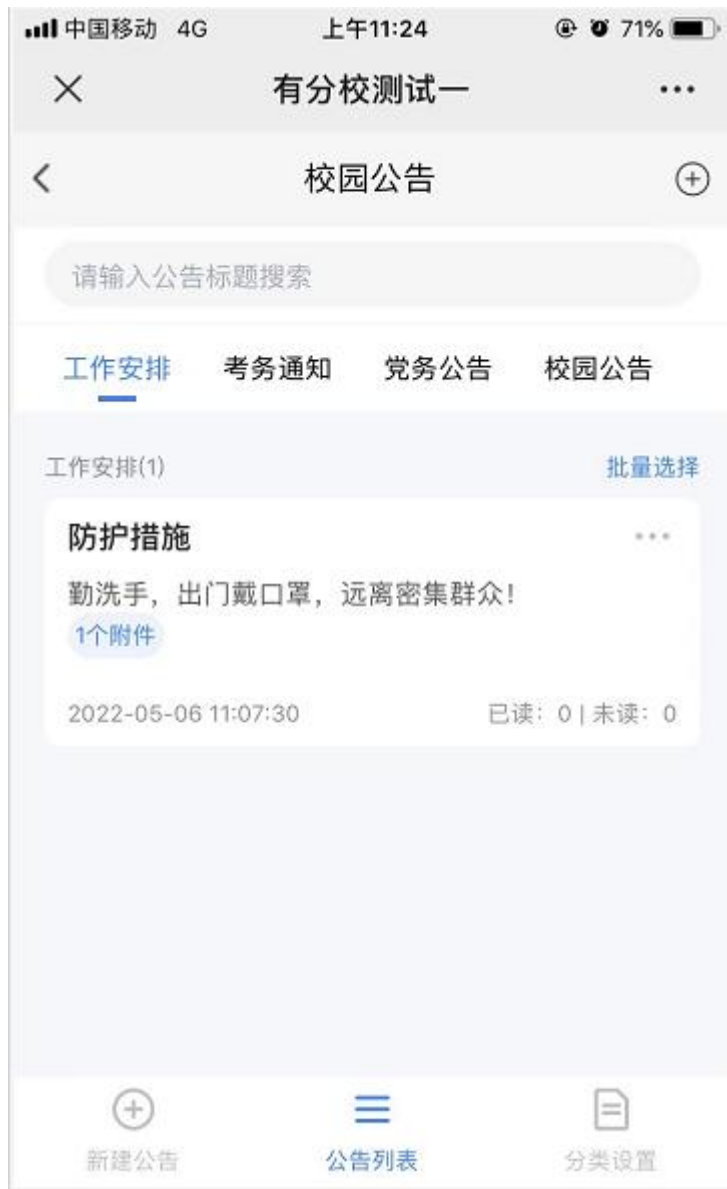 中国移动 4G 上午11:24 71%
有分校测试一
校园公告
请输入公告标题搜索
工作安排 考务通知 党务公告 校园公告
工作安排(1) 批量选择
防护措施
勤洗手，出门戴口罩，远离密集群众！
1个附件
2022-05-06 11:07:30 已读：0 | 未读：0
新建公告 公告列表 分类设置